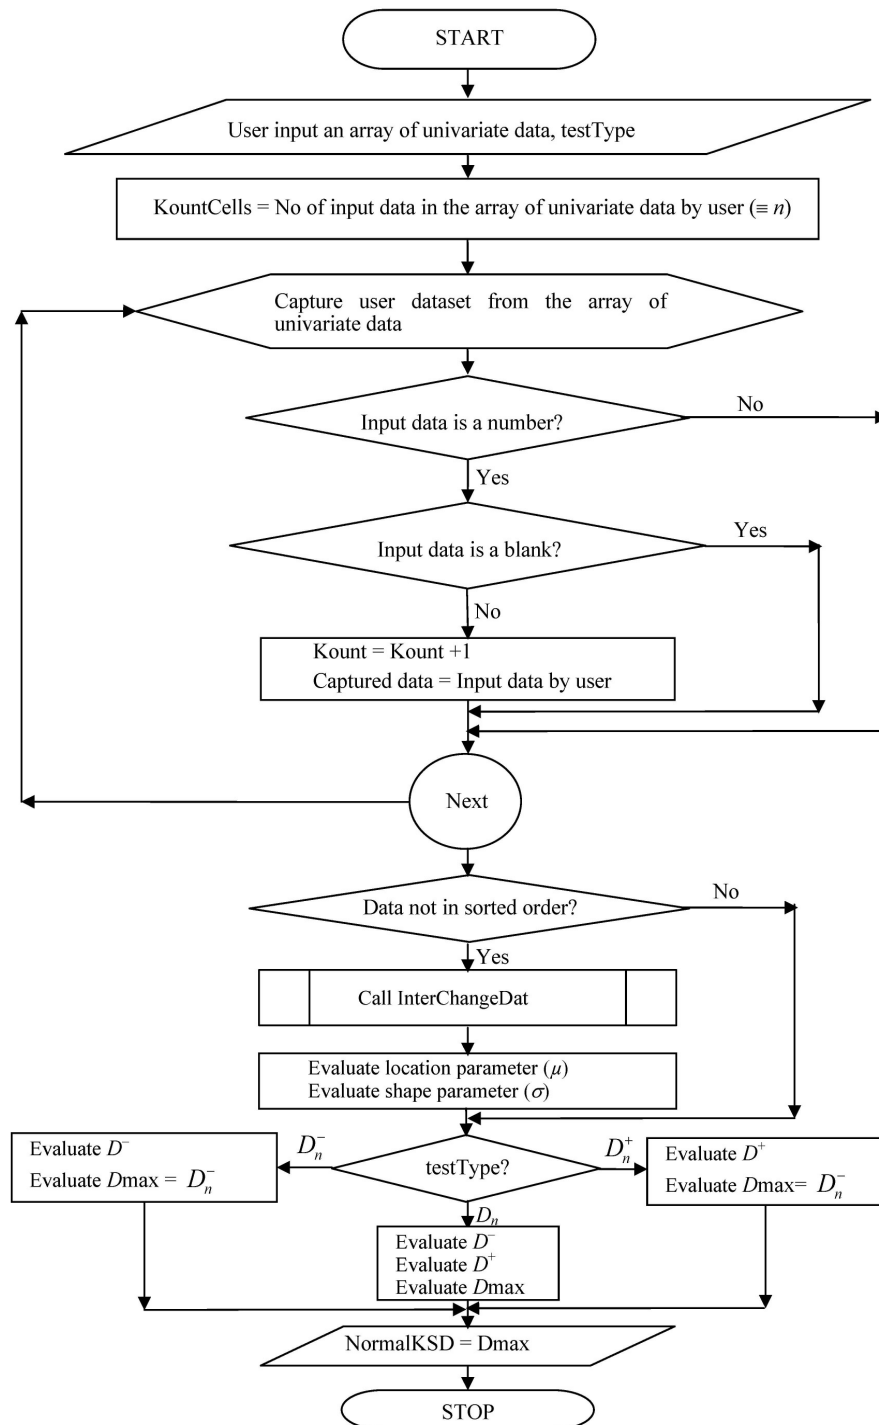 START
User input an array of univariate data, testType
KountCells = No of input data in the array of univariate data by user (≡ n)
Capture user dataset from the array of
univariate data
Input data is a number?
No
Yes
Input data is a blank?
Yes
No
Kount = Kount +1
Captured data = Input data by user
Next
Data not in sorted order?
No
Yes
Call InterChangeDat
Evaluate location parameter (μ)
Evaluate shape parameter (σ)
Evaluate D⁻
Evaluate Dmax = Dₙ⁻
Dₙ⁻
testType?
Dₙ⁺
Evaluate D⁺
Evaluate Dmax= Dₙ⁻
Dₙ
Evaluate D⁻
Evaluate D⁺
Evaluate Dmax
NormalKSD = Dmax
STOP